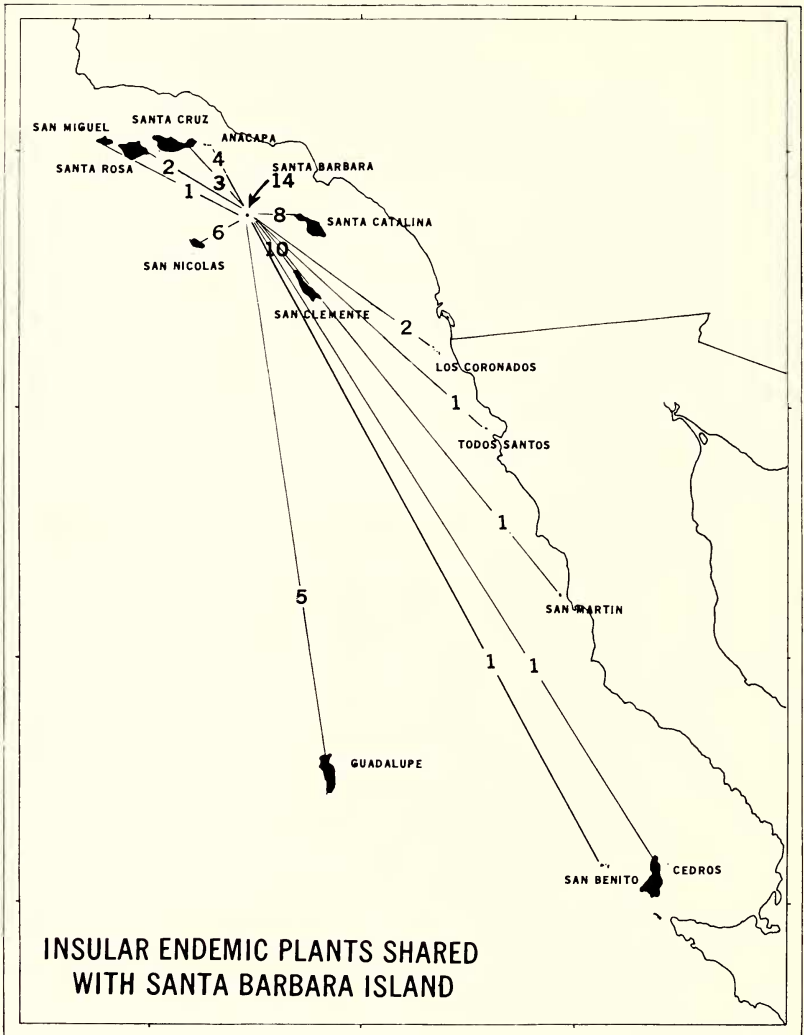 SANTA CRUZ
SAN MIGUEL
ANACAPA
4
SANTA ROSA
2
SANTA BARBARA
3
14
1
8
SANTA CATALINA
6
10
SAN NICOLAS
SAN CLEMENTE
2
LOS CORONADOS
1
TODOS SANTOS
1
5
SAN MARTIN
1
1
GUADALUPE
CEDROS
SAN BENITO
INSULAR ENDEMIC PLANTS SHARED
WITH SANTA BARBARA ISLAND